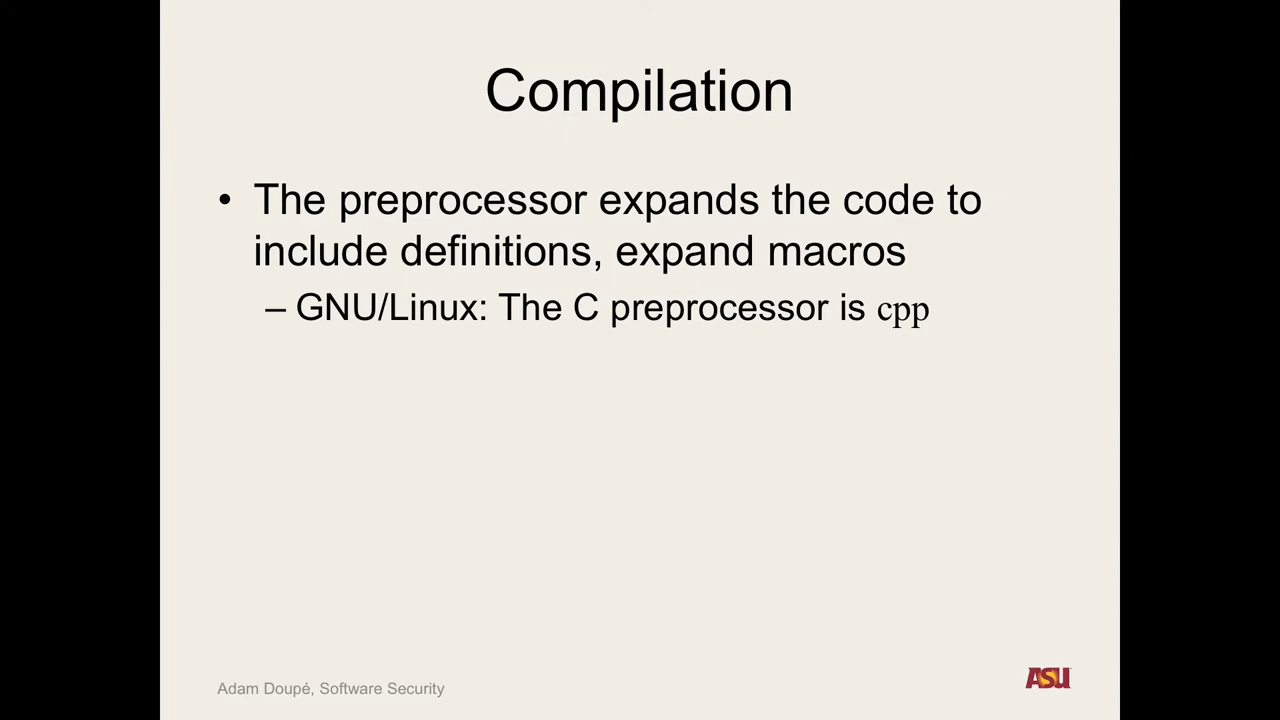 Compilation
• The preprocessor expands the code to
include definitions, expand macros
– GNU/Linux: The C preprocessor is cpp
Adam Doupé, Software Security
ASU